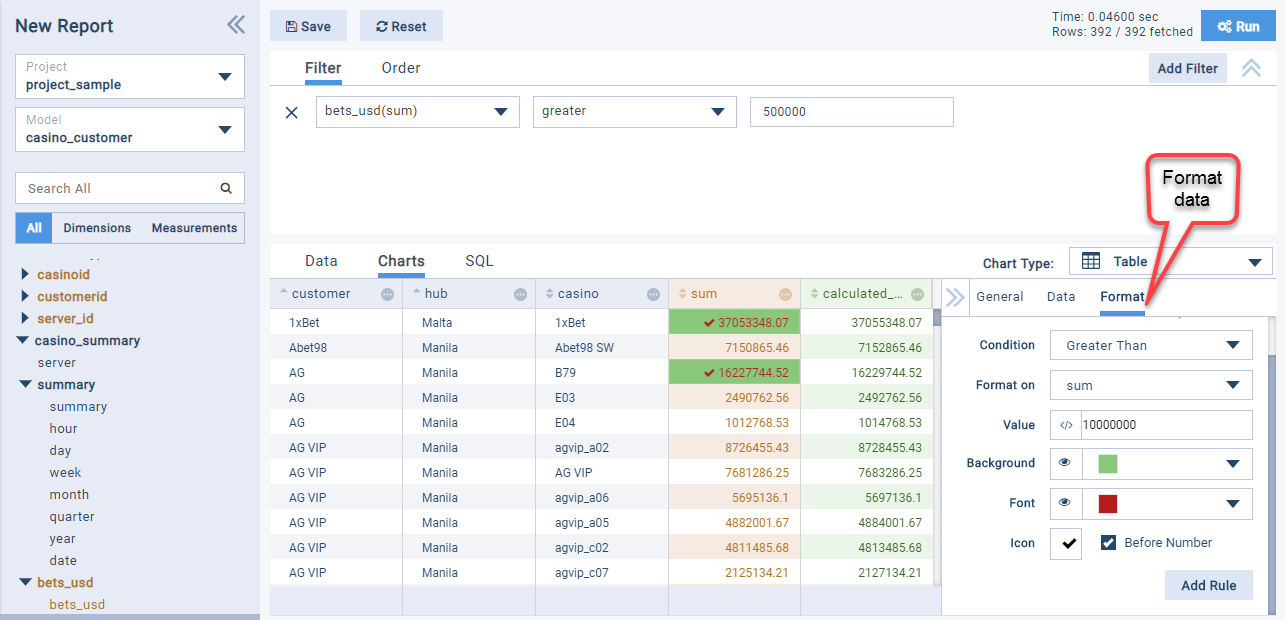 New Report
Project
project_sample
Model
casino_customer
Search All
All Dimensions Measurements
casinoid
customerid
server_id
casino_summary
server
summary
summary
hour
day
week
month
quarter
year
date
bets_usd
bets_usd
Save Reset
Time: 0.04600 sec
Rows: 392 / 392 fetched
Run
Filter Order
Add Filter
bets_usd(sum) greater 500000
Format
data
Data Charts SQL
Chart Type: Table
customer hub casino sum calculated_...
1xBet Malta 1xBet 37053348.07 37055348.07
Abet98 Manila Abet98 SW 7150865.46 7152865.46
AG Manila B79 16227744.52 16229744.52
AG Manila E03 2490762.56 2492762.56
AG Manila E04 1012768.53 1014768.53
AG VIP Manila agvip_a02 8726455.43 8728455.43
AG VIP Manila AG VIP 7681286.25 7683286.25
AG VIP Manila agvip_a06 5695136.1 5697136.1
AG VIP Manila agvip_a05 4882001.67 4884001.67
AG VIP Manila agvip_c02 4811485.68 4813485.68
AG VIP Manila agvip_c07 2125134.21 2127134.21
General Data Format
Condition Greater Than
Format on sum
Value </> 10000000
Background
Font
Icon Before Number
Add Rule